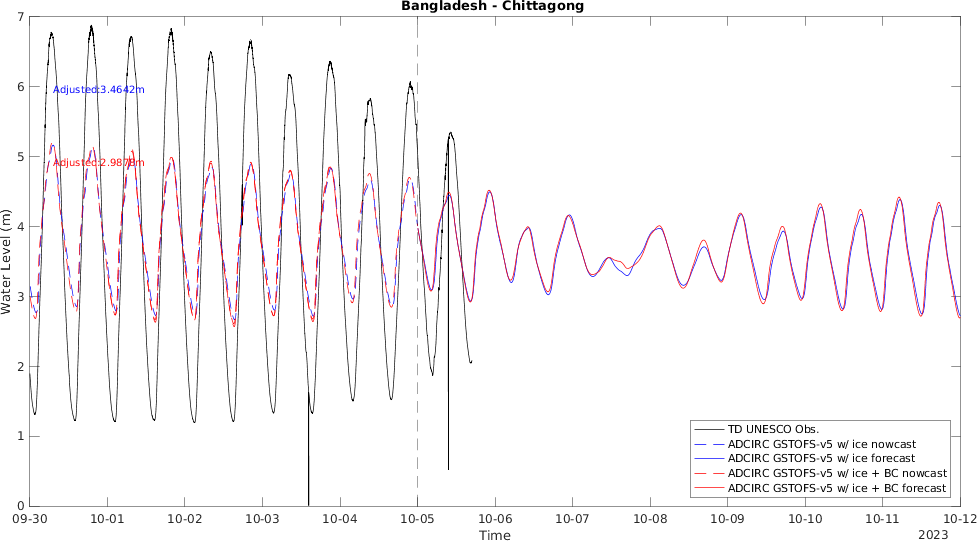 Bangladesh - Chittagong
7
6
5
4
3
2
1
0
Water Level (m)
Adjusted:3.4642m
TD UNESCO Obs.
ADCIRC GSTOFS-v5 w/ ice nowcast
ADCIRC GSTOFS-v5 w/ ice forecast
ADCIRC GSTOFS-v5 w/ ice + BC nowcast
ADCIRC GSTOFS-v5 w/ ice + BC forecast
09-30 10-01 10-02 10-03 10-04 10-05 10-06 10-07 10-08 10-09 10-10 10-11 10-12
Time
2023